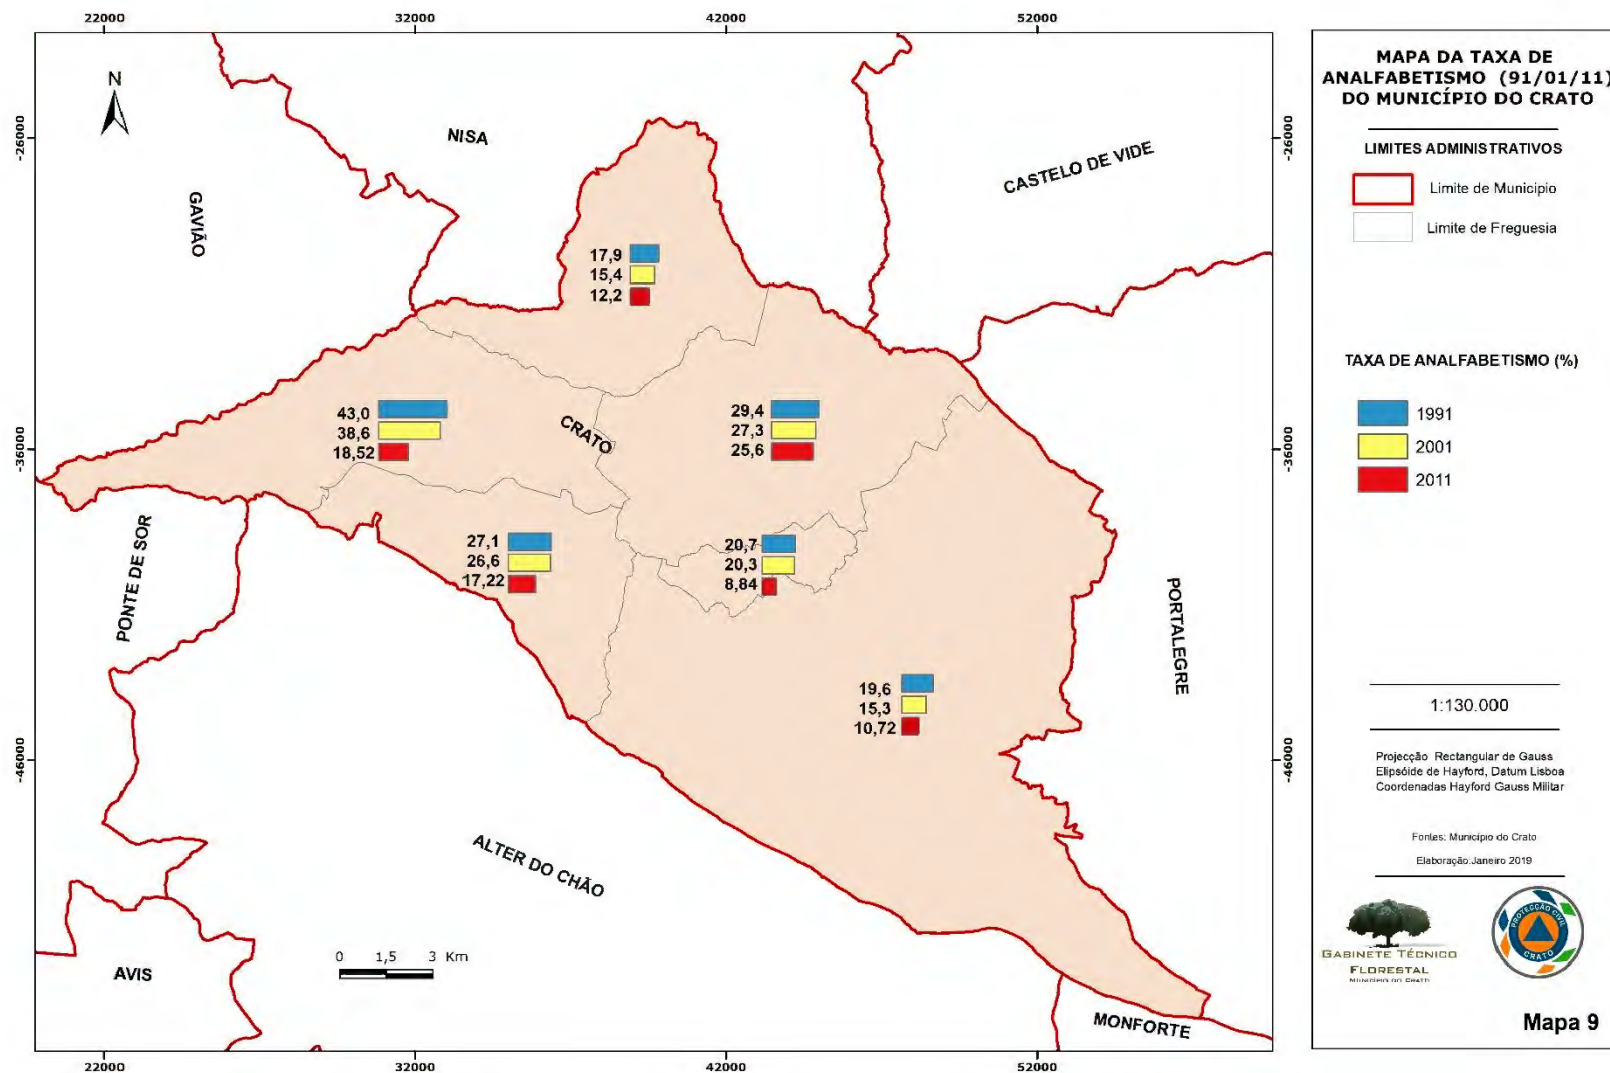 22000
32000
42000
52000
-26000
-36000
-46000
N
NISA
GAVIÃO
CASTELO DE VIDE
17,9
15,4
12,2
43,0
38,6
18,52
CRATO
29,4
27,3
25,6
27,1
26,6
17,22
20,7
20,3
8,84
19,6
15,3
10,72
PONTE DE SOR
PORTALEGRE
ALTER DO CHÃO
AVIS
MONFORTE
0 1,5 3 Km
-26000
-36000
-46000
22000
32000
42000
52000
MAPA DA TAXA DE
ANALFABETISMO (91/01/11)
DO MUNICÍPIO DO CRATO
LIMITES ADMINISTRATIVOS
Limite de Municipio
Limite de Freguesia
TAXA DE ANALFABETISMO (%)
1991
2001
2011
1:130.000
Projecção Rectangular de Gauss
Elipsóide de Hayford, Datum Lisboa
Coordenadas Hayford Gauss Militar
Fontes: Município do Crato
Elaboração:Janeiro 2019
GABINETE TÉCNICO
FLORESTAL
MUNICÍPIO DO CRATO
PROTECÇÃO CIVIL
CRATO
Mapa 9